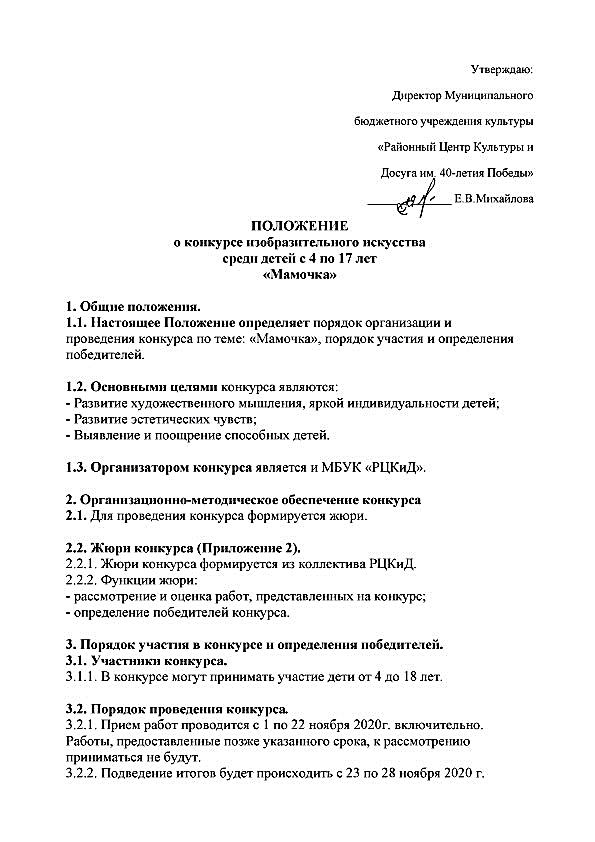 Утверждаю:
Директор Муниципального
бюджетного учреждения культуры
«Районный Центр Культуры и
Досуга им. 40-летия Победы»
Е.В.Михайлова
ПОЛОЖЕНИЕ
о конкурсе изобразительного искусства
среди детей с 4 по 17 лет
«Мамочка»
1. Общие положения.
1.1. Настоящее Положение определяет порядок организации и
проведения конкурса по теме: «Мамочка», порядок участия и определения
победителей.
1.2. Основными целями конкурса являются:
- Развитие художественного мышления, яркой индивидуальности детей;
- Развитие эстетических чувств;
- Выявление и поощрение способных детей.
1.3. Организатором конкурса является и МБУК «РЦКиД».
2. Организационно-методическое обеспечение конкурса
2.1. Для проведения конкурса формируется жюри.
2.2. Жюри конкурса (Приложение 2).
2.2.1. Жюри конкурса формируется из коллектива РЦКиД.
2.2.2. Функции жюри:
- рассмотрение и оценка работ, представленных на конкурс;
- определение победителей конкурса.
3. Порядок участия в конкурсе и определения победителей.
3.1. Участники конкурса.
3.1.1. В конкурсе могут принимать участие дети от 4 до 18 лет.
3.2. Порядок проведения конкурса.
3.2.1. Прием работ проводится с 1 по 22 ноября 2020г. включительно.
Работы, предоставленные позже указанного срока, к рассмотрению
приниматься не будут.
3.2.2. Подведение итогов будет происходить с 23 по 28 ноября 2020 г.